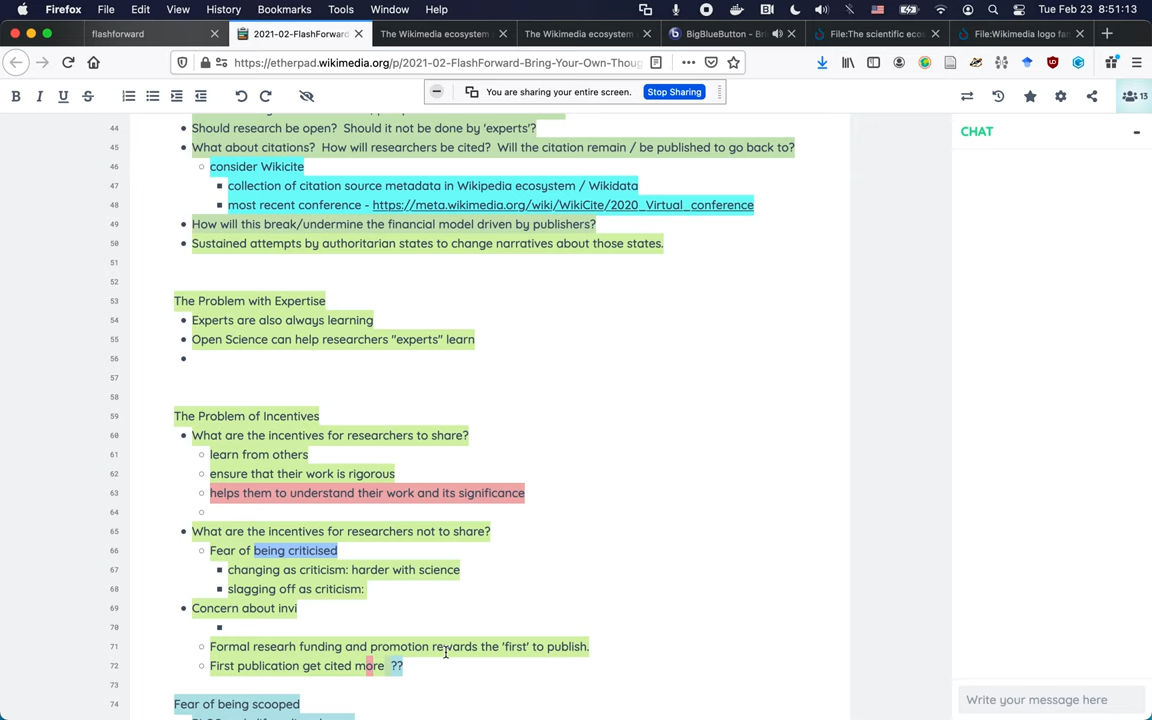 Firefox File Edit View History Bookmarks Tools Window Help Tue Feb 23 8:51:13
flashforward
2021-02-FlashForward
The Wikimedia ecosystem
The Wikimedia ecosystem
BigBlueButton - Bri
File:The scientific eco
File:Wikimedia logo fam
https://etherpad.wikimedia.org/p/2021-02-FlashForward-Bring-Your-Own-Thoug
You are sharing your entire screen. Stop Sharing
13
CHAT
44 Should research be open? Should it not be done by 'experts'?
45 What about citations? How will researchers be cited? Will the citation remain / be published to go back to?
46 consider Wikicite
47 collection of citation source metadata in Wikipedia ecosystem / Wikidata
48 most recent conference - https://meta.wikimedia.org/wiki/WikiCite/2020_Virtual_conference
49 How will this break/undermine the financial model driven by publishers?
50 Sustained attempts by authoritarian states to change narratives about those states.
51
52
53 The Problem with Expertise
54 Experts are also always learning
55 Open Science can help researchers "experts" learn
56
57
58
59 The Problem of Incentives
60 What are the incentives for researchers to share?
61 learn from others
62 ensure that their work is rigorous
63 helps them to understand their work and its significance
64
65 What are the incentives for researchers not to share?
66 Fear of being criticised
67 changing as criticism: harder with science
68 slagging off as criticism:
69 Concern about invi
70
71 Formal researh funding and promotion rewards the 'first' to publish.
72 First publication get cited more ??
73
74 Fear of being scooped
Write your message here